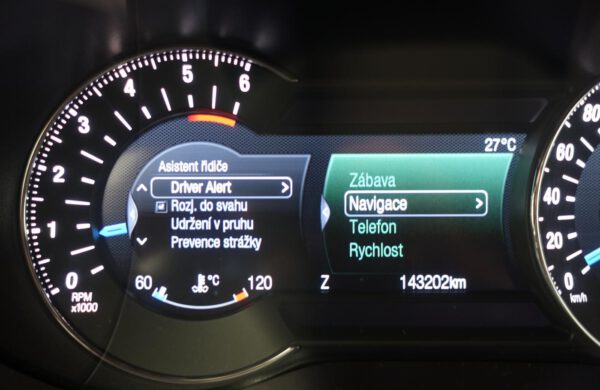 0
1
2
3
4
5
6
RPM
x1000
Asistent řidiče
Driver Alert
Rozj. do svahu
Udržení v pruhu
Prevence strážky
60 °C 120
27°C
Zábava
Navigace
Telefon
Rychlost
Z 143202km
80
60
40
20
0
km/h